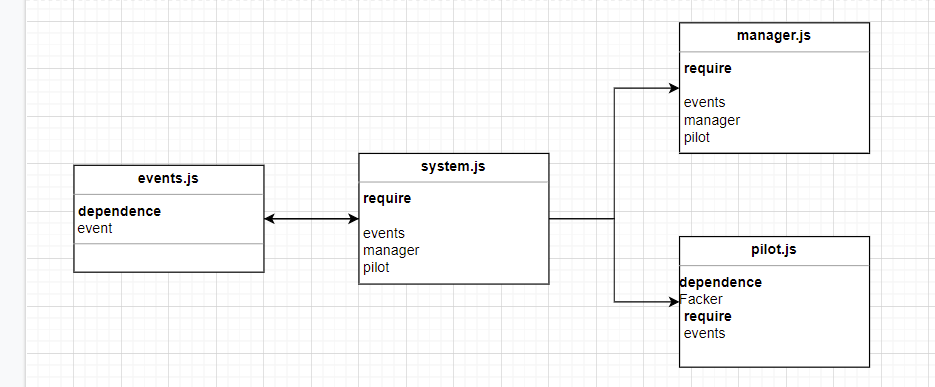 events.js
dependence
event
system.js
require
events
manager
pilot
manager.js
require
events
manager
pilot
pilot.js
dependence
Facker
require
events